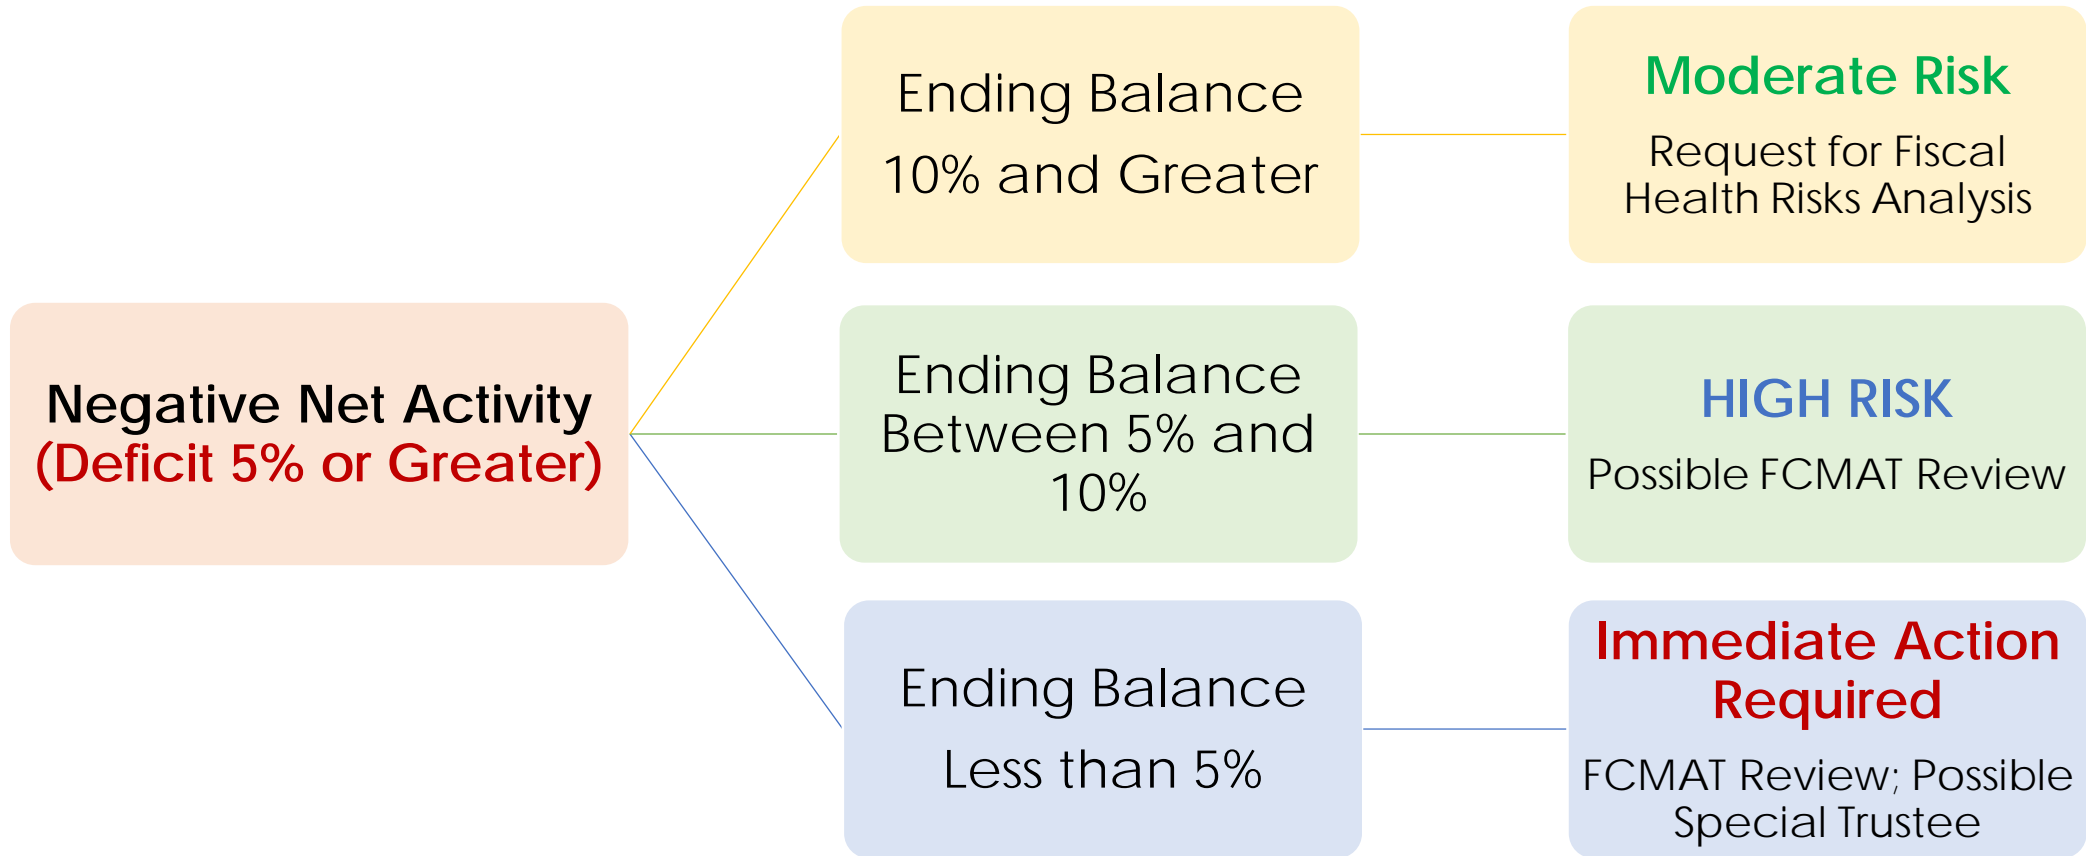 Negative Net Activity
(Deficit 5% or Greater)
Ending Balance
10% and Greater
Moderate Risk
Request for Fiscal
Health Risks Analysis
Ending Balance
Between 5% and
10%
HIGH RISK
Possible FCMAT Review
Ending Balance
Less than 5%
Immediate Action
Required
FCMAT Review; Possible
Special Trustee